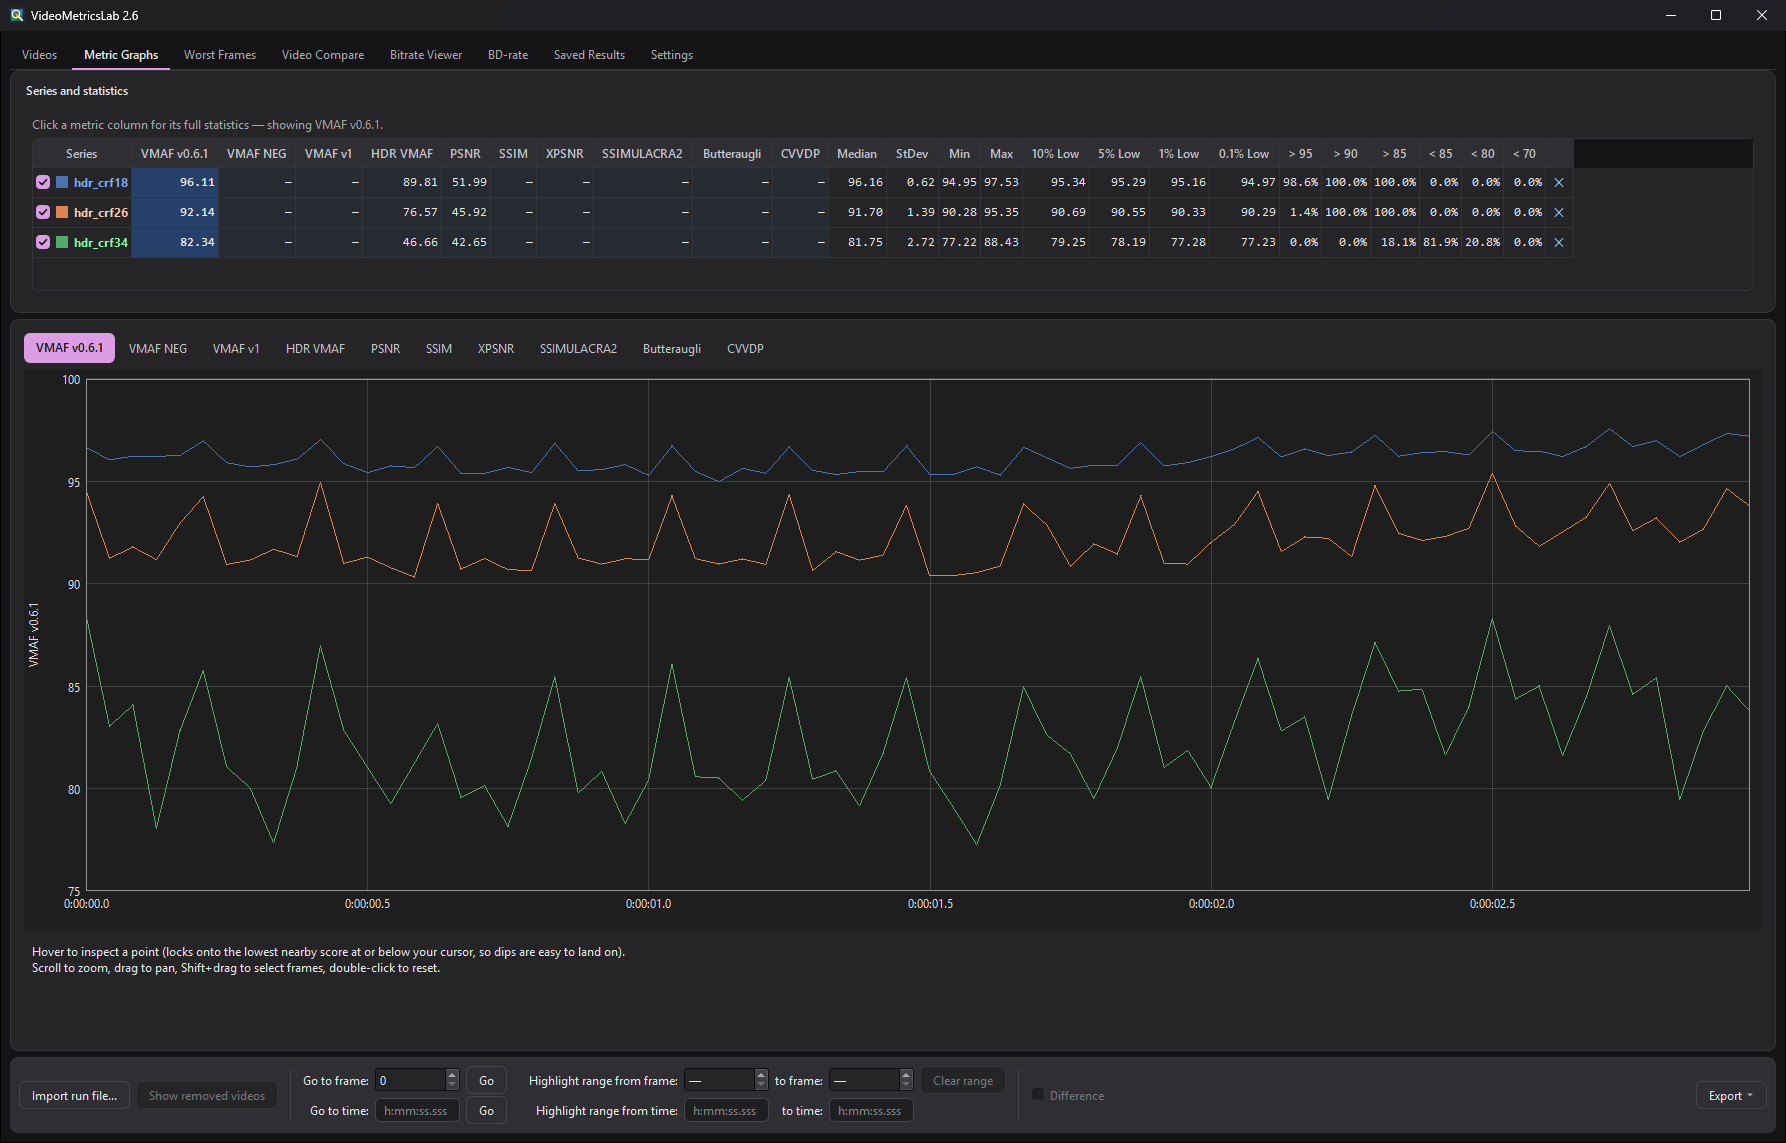 VideoMetricsLab 2.6
Videos Metric Graphs Worst Frames Video Compare Bitrate Viewer BD-rate Saved Results Settings
Series and statistics
Click a metric column for its full statistics — showing VMAF v0.6.1.
Series VMAF v0.6.1 VMAF NEG VMAF v1 HDR VMAF PSNR SSIM XPSNR SSIMULACRA2 Butteraugli CVVDP Median StDev Min Max 10% Low 5% Low 1% Low 0.1% Low > 95 > 90 > 85 < 85 < 80 < 70
hdr_crf18 96.11 — — 89.81 51.99 — — — — — 96.16 0.62 94.95 97.53 95.34 95.29 95.16 94.97 98.6% 100.0% 100.0% 0.0% 0.0% 0.0% ×
hdr_crf26 92.14 — — 76.57 45.92 — — — — — 91.70 1.39 90.28 95.35 90.69 90.55 90.33 90.29 1.4% 100.0% 100.0% 0.0% 0.0% 0.0% ×
hdr_crf34 82.34 — — 46.66 42.65 — — — — — 81.75 2.72 77.22 88.43 79.25 78.19 77.28 77.23 0.0% 0.0% 18.1% 81.9% 20.8% 0.0% ×
VMAF v0.6.1 VMAF NEG VMAF v1 HDR VMAF PSNR SSIM XPSNR SSIMULACRA2 Butteraugli CVVDP
100
95
90
VMAF v0.6.1
85
80
75
0:00:00.0 0:00:00.5 0:00:01.0 0:00:01.5 0:00:02.0 0:00:02.5
Hover to inspect a point (locks onto the lowest nearby score at or below your cursor, so dips are easy to land on).
Scroll to zoom, drag to pan, Shift+drag to select frames, double-click to reset.
Import run file... Show removed videos
Go to frame: 0 Go Highlight range from frame: — to frame: — Clear range
Go to time: h:mm:ss.sss Go Highlight range from time: h:mm:ss.sss to time: h:mm:ss.sss
Difference
Export